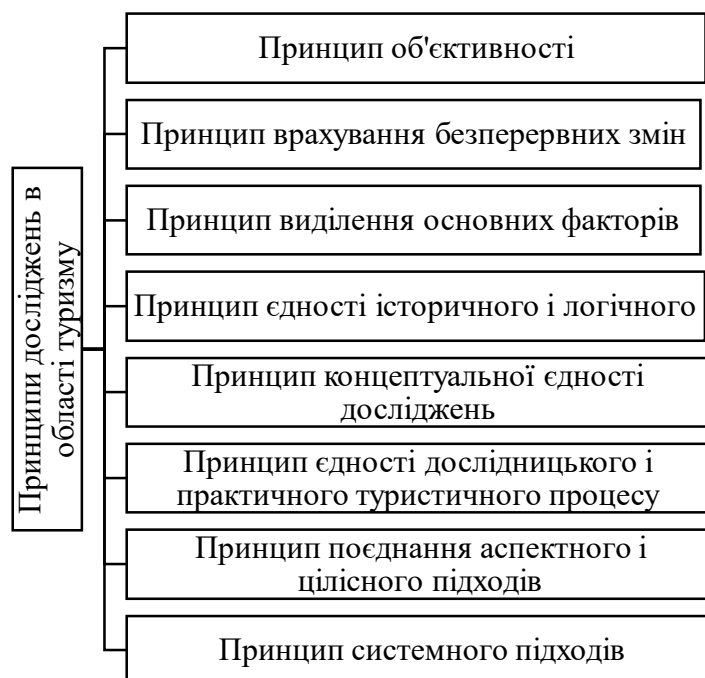 Принципи досліджень в
області туризму
Принцип об'єктивності
Принцип врахування безперервних змін
Принцип виділення основних факторів
Принцип єдності історичного і логічного
Принцип концептуальної єдності
досліджень
Принцип єдності дослідницького і
практичного туристичного процесу
Принцип поєднання аспектного і
цілісного підходів
Принцип системного підходів